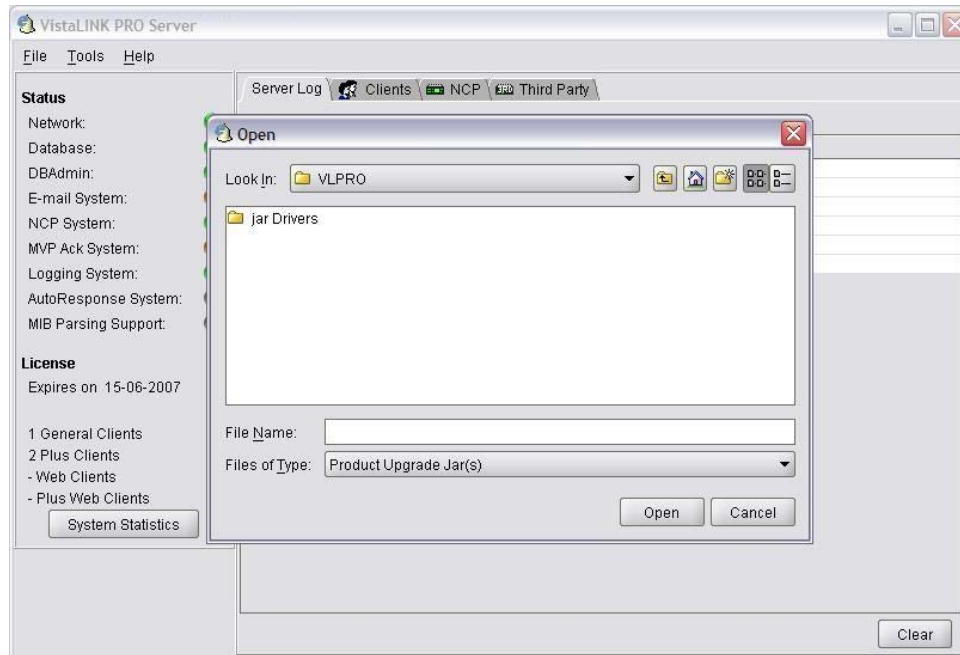 VistaLINK PRO Server
File Tools Help
Status
Network:
Database:
DBAdmin:
E-mail System:
NCP System:
MVP Ack System:
Logging System:
AutoResponse System:
MIB Parsing Support:
License
Expires on 15-06-2007
1 General Clients
2 Plus Clients
- Web Clients
- Plus Web Clients
System Statistics
Server Log Clients NCP Third Party
Open
Look In: VLPRO
jar Drivers
File Name:
Files of Type: Product Upgrade Jar(s)
Open Cancel
Clear